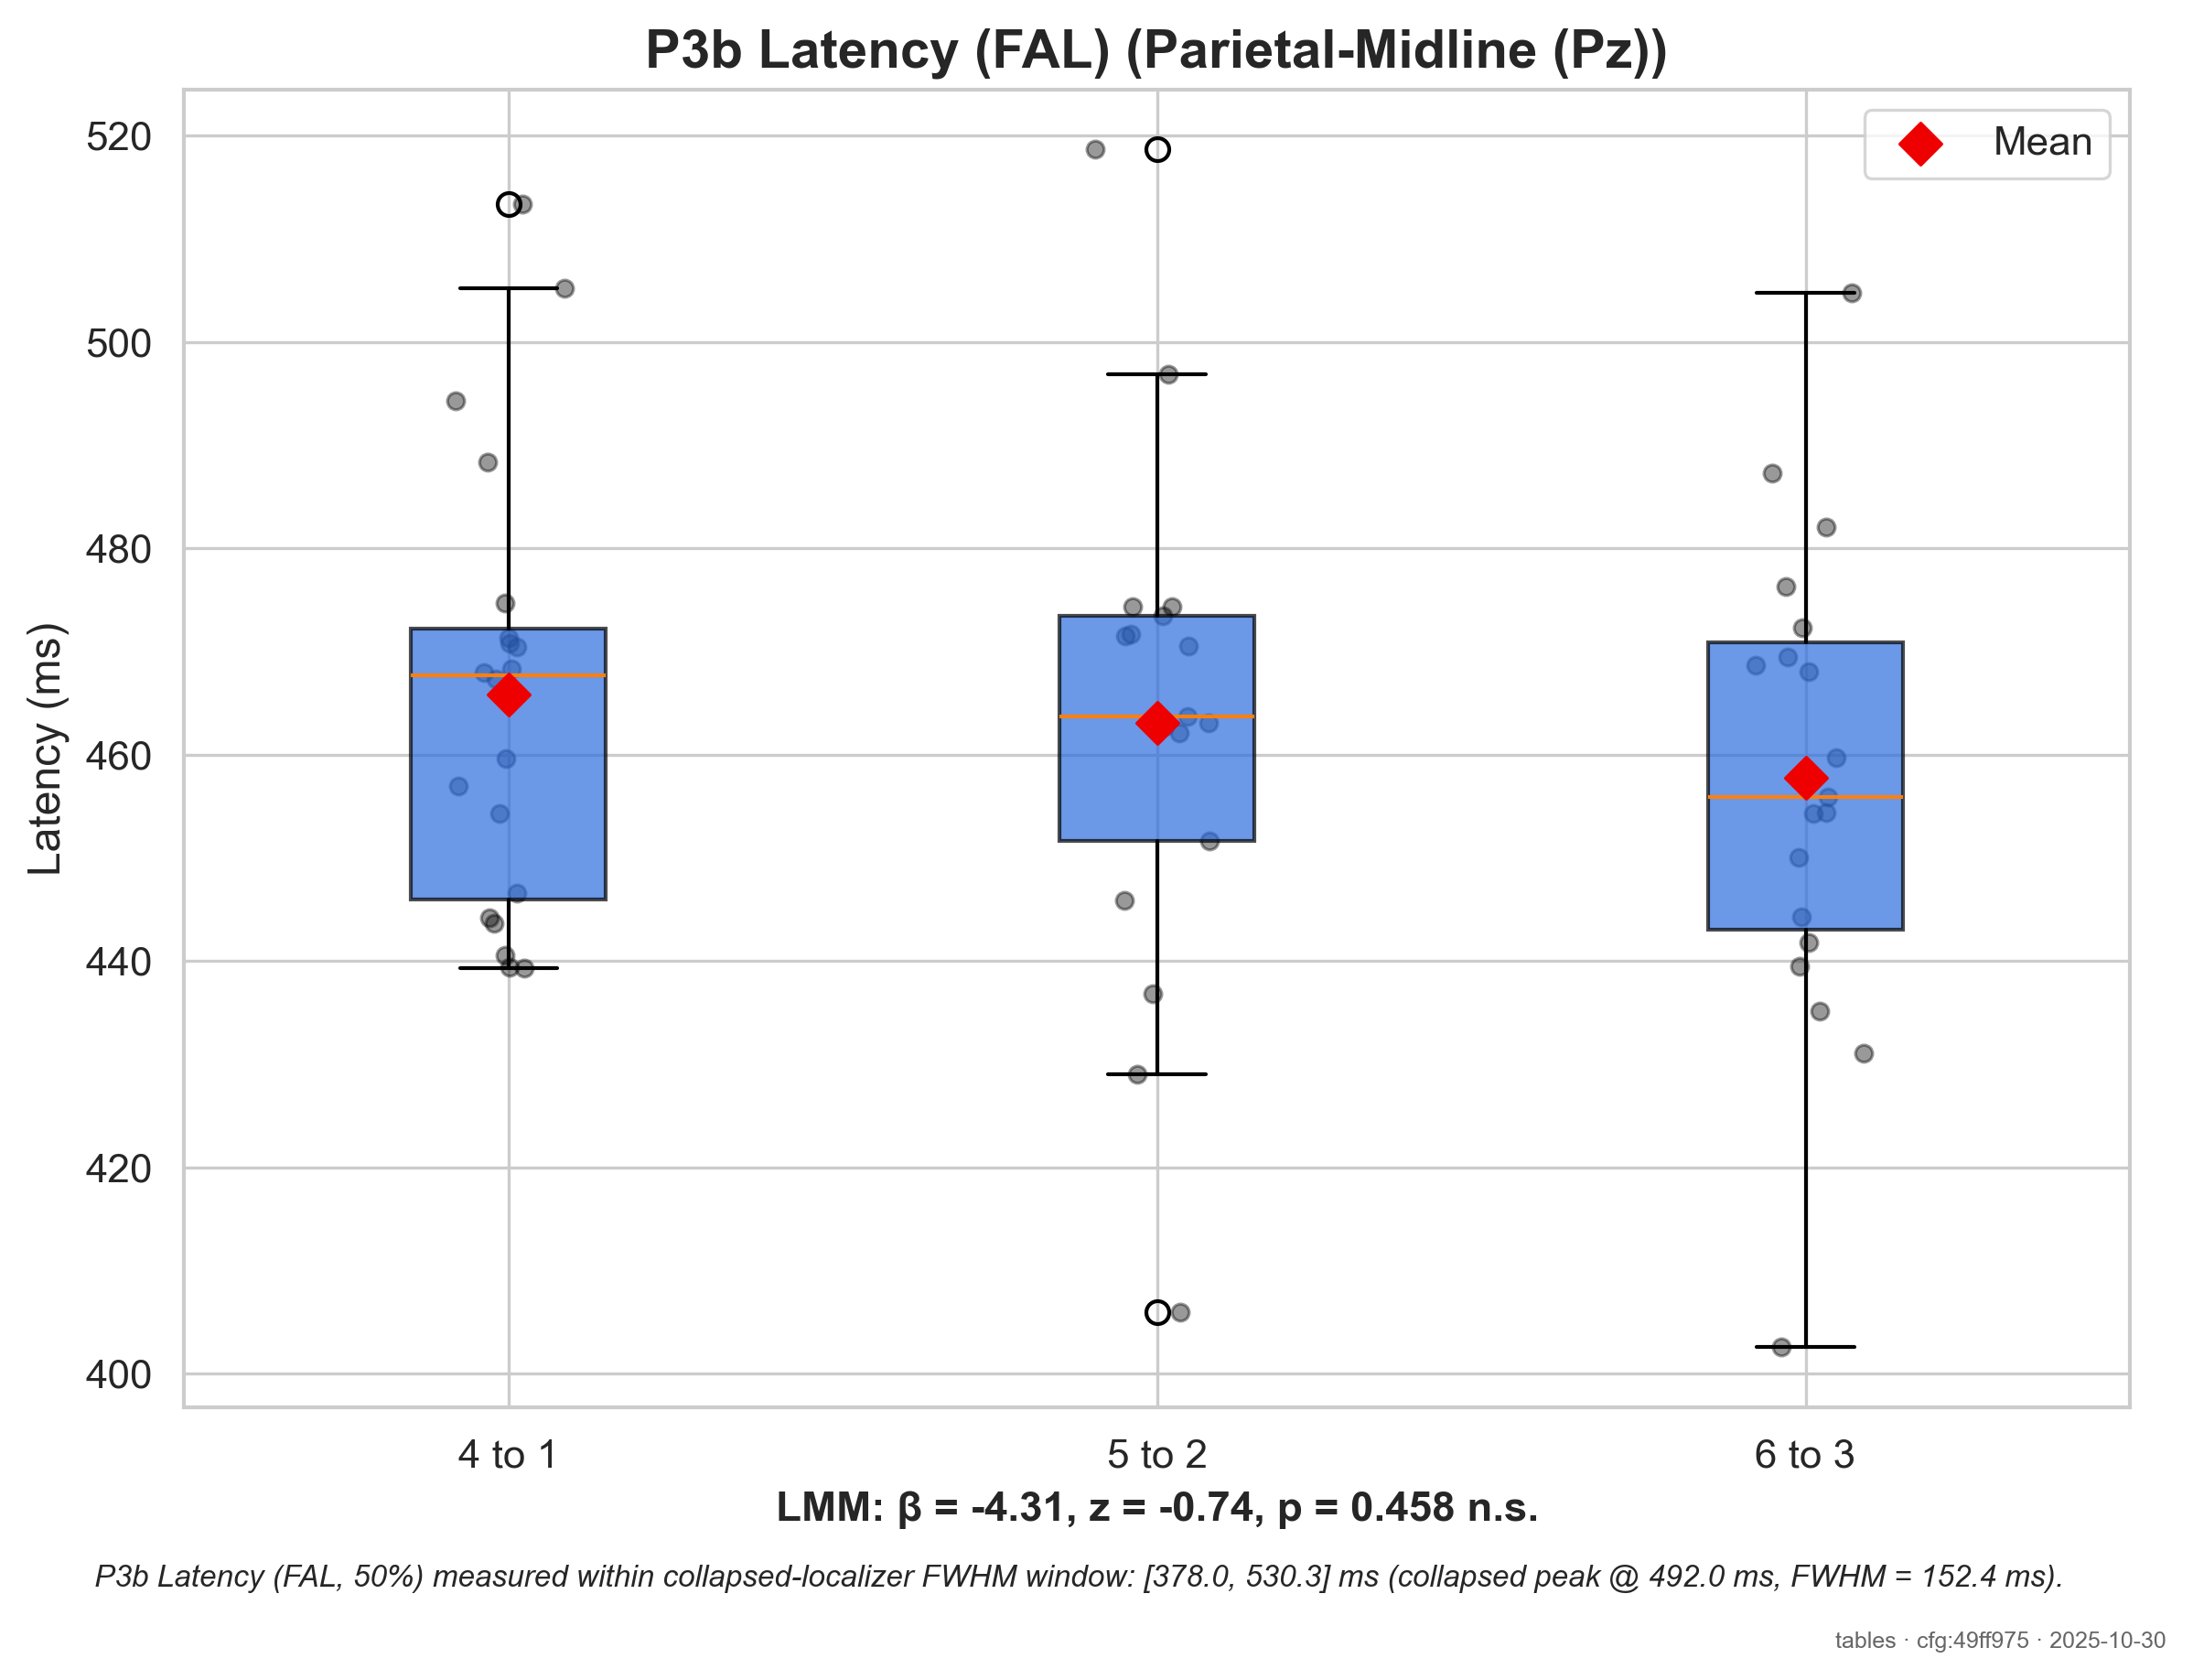 P3b Latency (FAL) (Parietal-Midline (Pz))
Mean
Latency (ms)
520
500
480
460
440
420
400
4 to 1
5 to 2
6 to 3
LMM: β = -4.31, z = -0.74, p = 0.458 n.s.
P3b Latency (FAL, 50%) measured within collapsed-localizer FWHM window: [378.0, 530.3] ms (collapsed peak @ 492.0 ms, FWHM = 152.4 ms).
tables · cfg:49ff975 · 2025-10-30